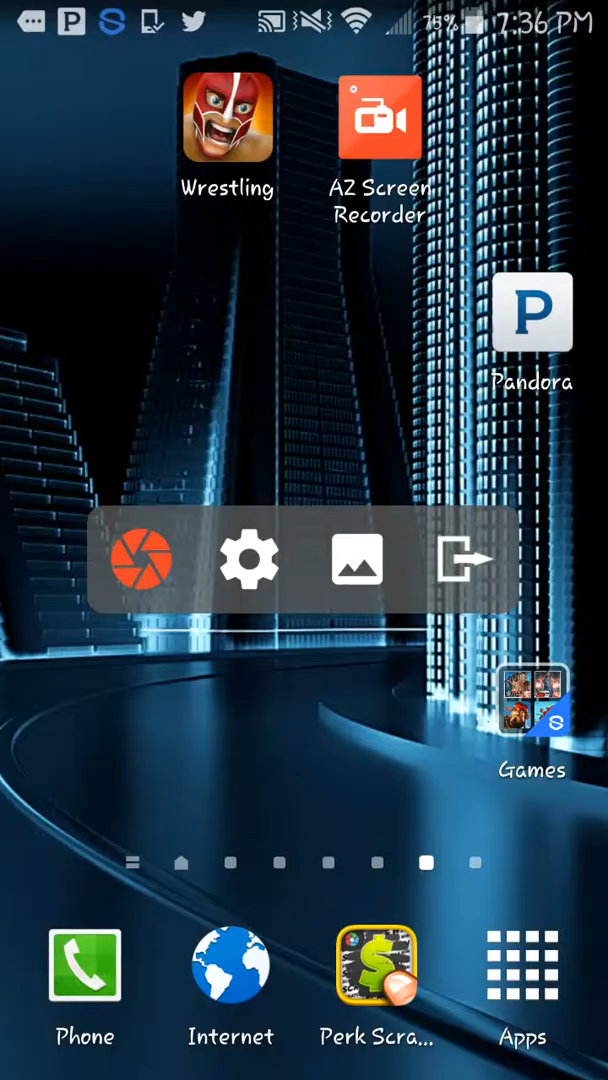 75% 7:36 PM
Wrestling
AZ Screen
Recorder
P
Pandora
Games
Phone
Internet
Perk Scra...
Apps